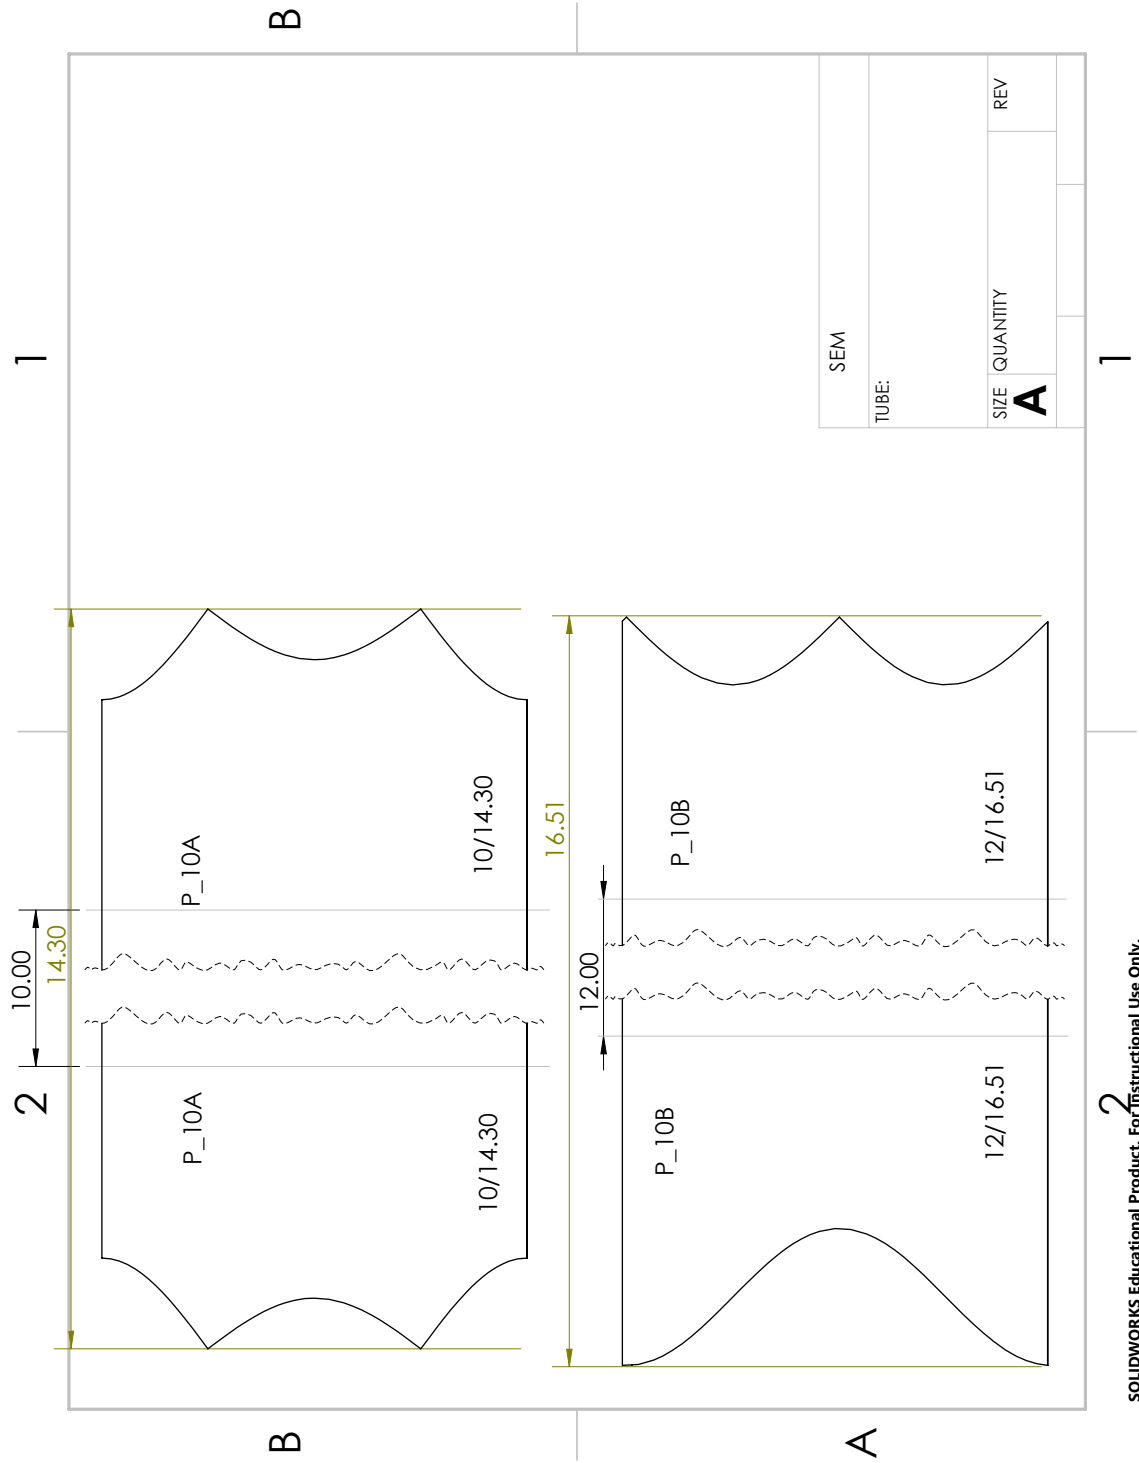 2
1
B
B
10.00
14.30
P_10A
P_10A
10/14.30
10/14.30
16.51
12.00
P_10B
P_10B
12/16.51
12/16.51
A
SEM
TUBE:
SIZE
QUANTITY
REV
A
2
1
SOLIDWORKS Educational Product. For Instructional Use Only.